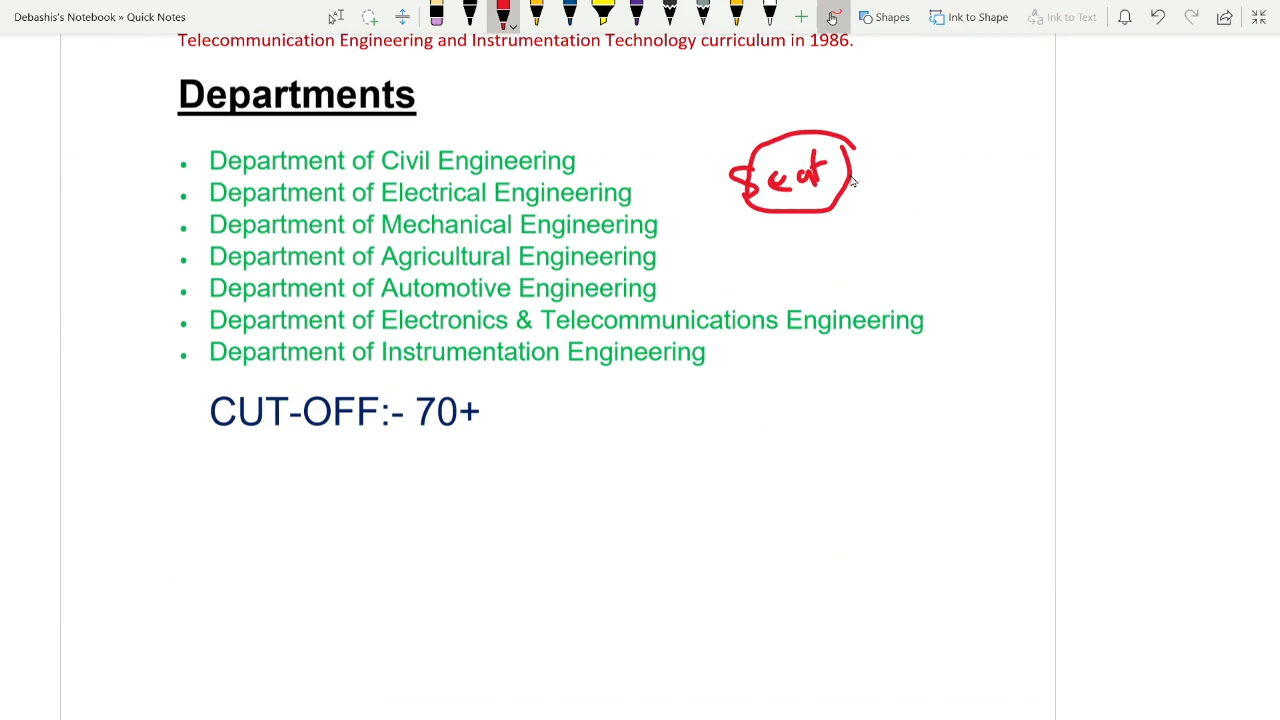 Debashis's Notebook » Quick Notes
Shapes
Ink to Shape
Ink to Text
Telecommunication Engineering and Instrumentation Technology curriculum in 1986.
Departments
• Department of Civil Engineering
Seat
• Department of Electrical Engineering
• Department of Mechanical Engineering
• Department of Agricultural Engineering
• Department of Automotive Engineering
• Department of Electronics & Telecommunications Engineering
• Department of Instrumentation Engineering
CUT-OFF:- 70+